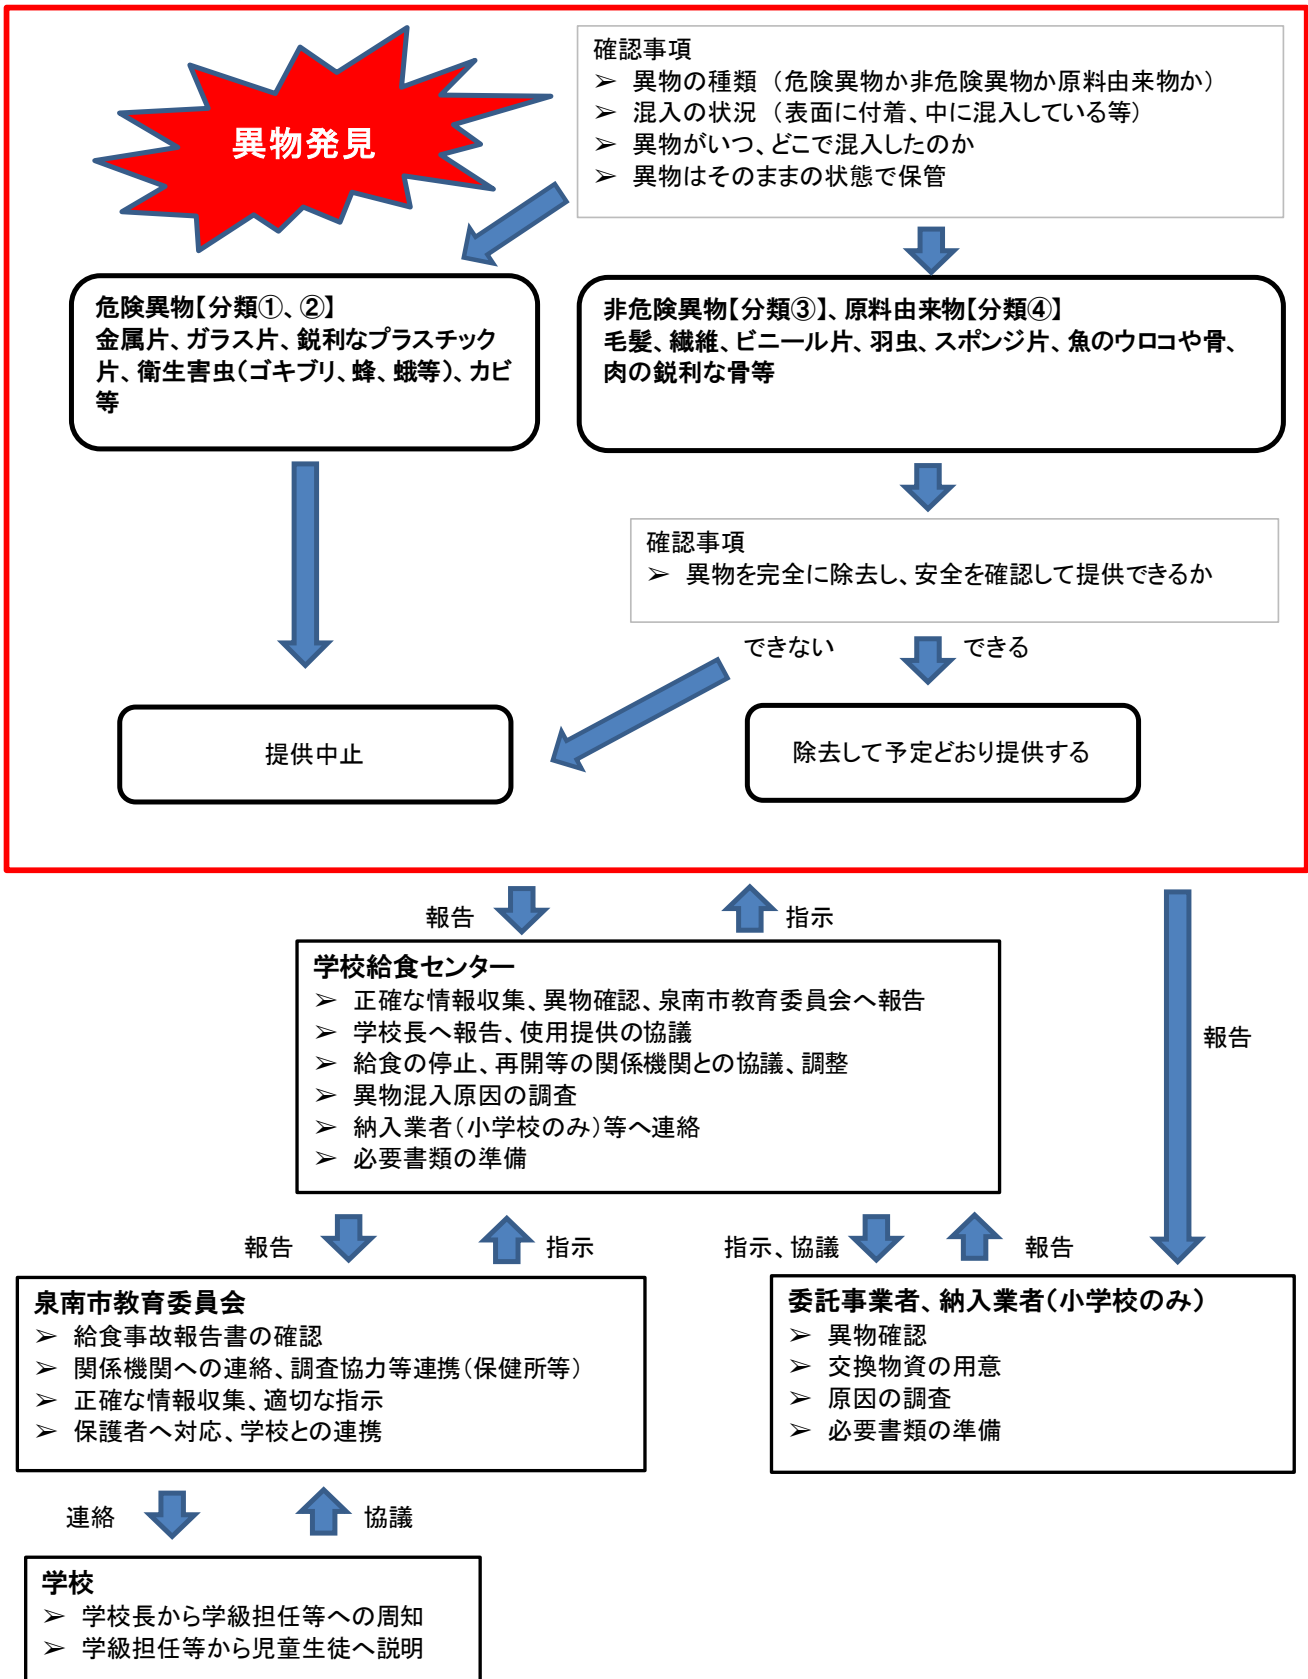 異物発見
確認事項
➢ 異物の種類 （危険異物か非危険異物か原料由来物か）
➢ 混入の状況 （表面に付着、中に混入している等）
➢ 異物がいつ、どこで混入したのか
➢ 異物はそのままの状態で保管
危険異物【分類①、②】
金属片、ガラス片、鋭利なプラスチック
片、衛生害虫（ゴキブリ、蜂、蛾等）、カビ
等
非危険異物【分類③】、原料由来物【分類④】
毛髪、繊維、ビニール片、羽虫、スポンジ片、魚のウロコや骨、
肉の鋭利な骨等
確認事項
➢ 異物を完全に除去し、安全を確認して提供できるか
できない
できる
提供中止
除去して予定どおり提供する
報告
指示
学校給食センター
➢ 正確な情報収集、異物確認、泉南市教育委員会へ報告
➢ 学校長へ報告、使用提供の協議
➢ 給食の停止、再開等の関係機関との協議、調整
➢ 異物混入原因の調査
➢ 納入業者（小学校のみ）等へ連絡
➢ 必要書類の準備
報告
報告
指示
指示、協議
報告
泉南市教育委員会
➢ 給食事故報告書の確認
➢ 関係機関への連絡、調査協力等連携（保健所等）
➢ 正確な情報収集、適切な指示
➢ 保護者へ対応、学校との連携
委託事業者、納入業者（小学校のみ）
➢ 異物確認
➢ 交換物資の用意
➢ 原因の調査
➢ 必要書類の準備
連絡
協議
学校
➢ 学校長から学級担任等への周知
➢ 学級担任等から児童生徒へ説明